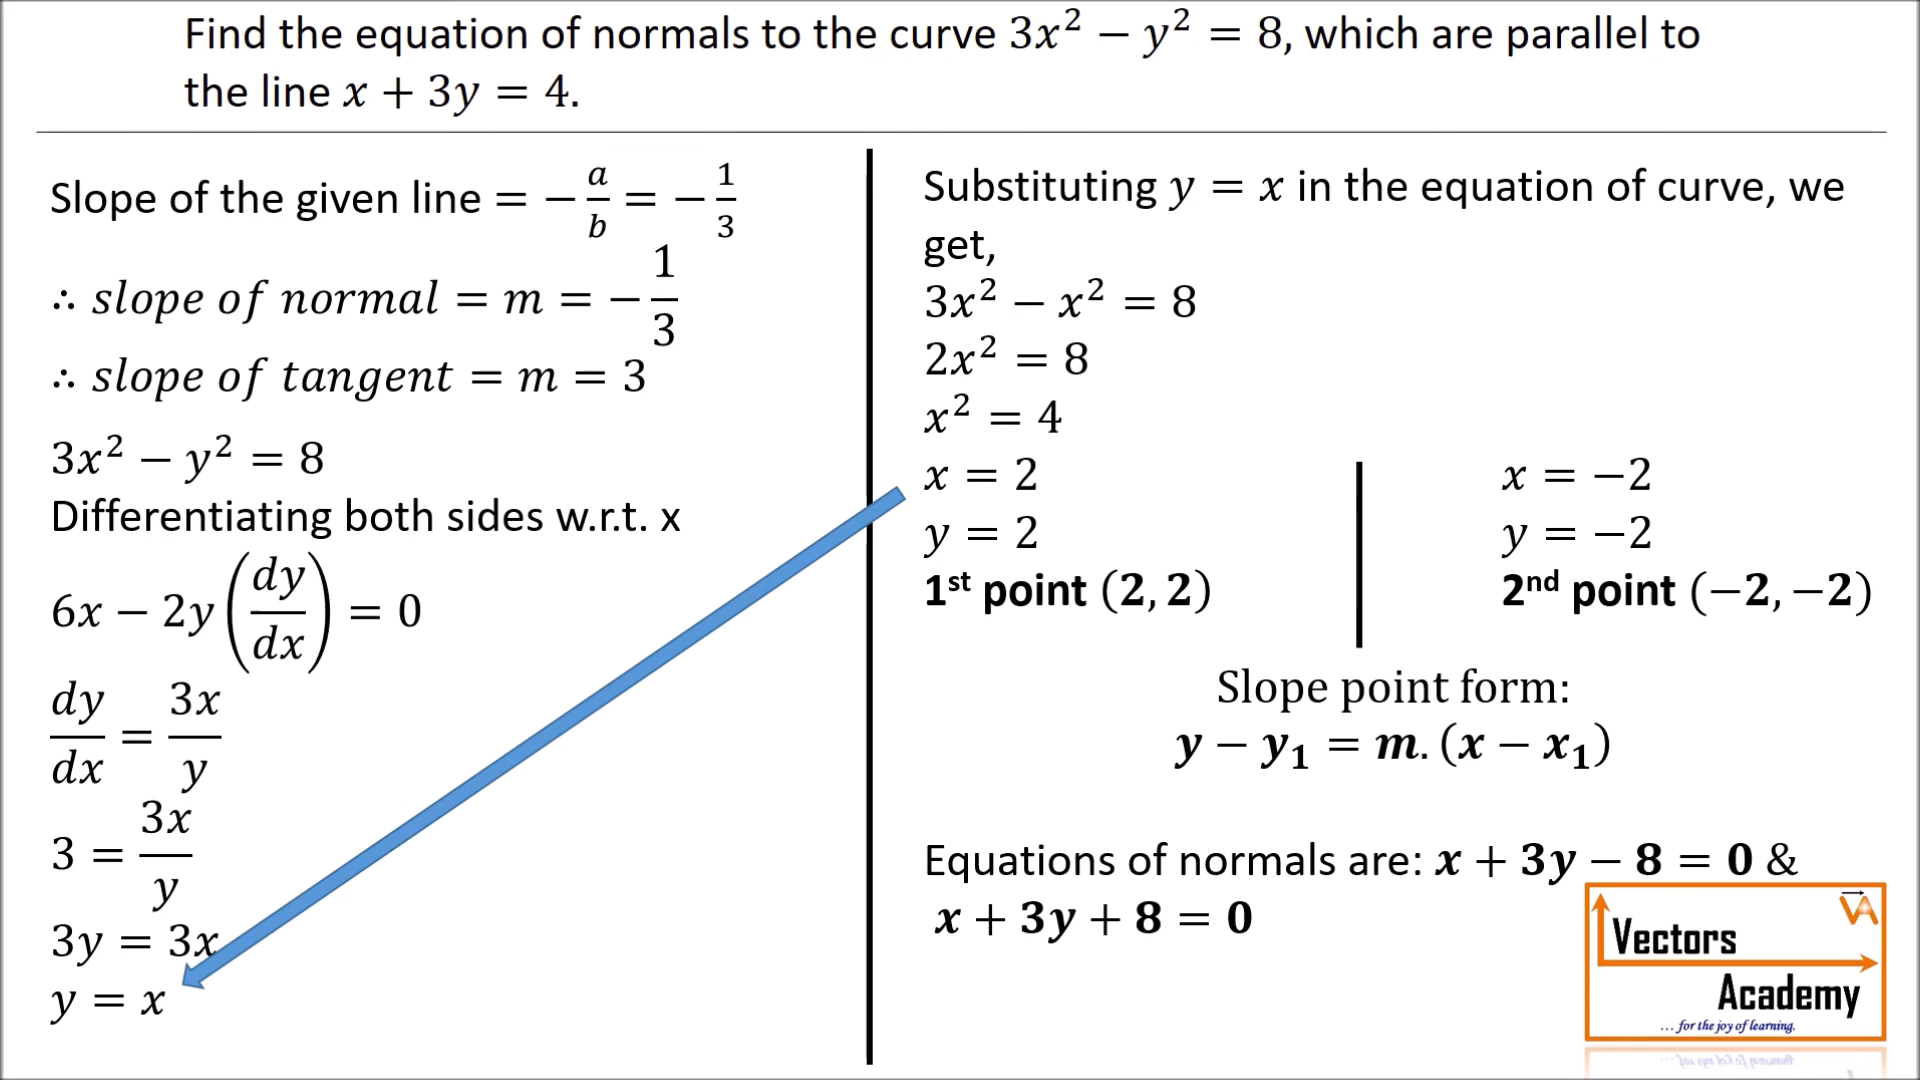 Find the equation of normals to the curve 3x² − y² = 8, which are parallel to
the line x + 3y = 4.
Slope of the given line = − a/b = − 1/3
∴ slope of normal = m = − 1/3
∴ slope of tangent = m = 3
3x² − y² = 8
Differentiating both sides w.r.t. x
6x − 2y (dy/dx) = 0
dy/dx = 3x/y
3 = 3x/y
3y = 3x
y = x
Substituting y = x in the equation of curve, we
get,
3x² − x² = 8
2x² = 8
x² = 4
x = 2
y = 2
1st point (2, 2)
x = −2
y = −2
2nd point (−2, −2)
Slope point form:
y − y₁ = m. (x − x₁)
Equations of normals are: x + 3y − 8 = 0 &
x + 3y + 8 = 0
VA
Vectors
Academy
... for the joy of learning.